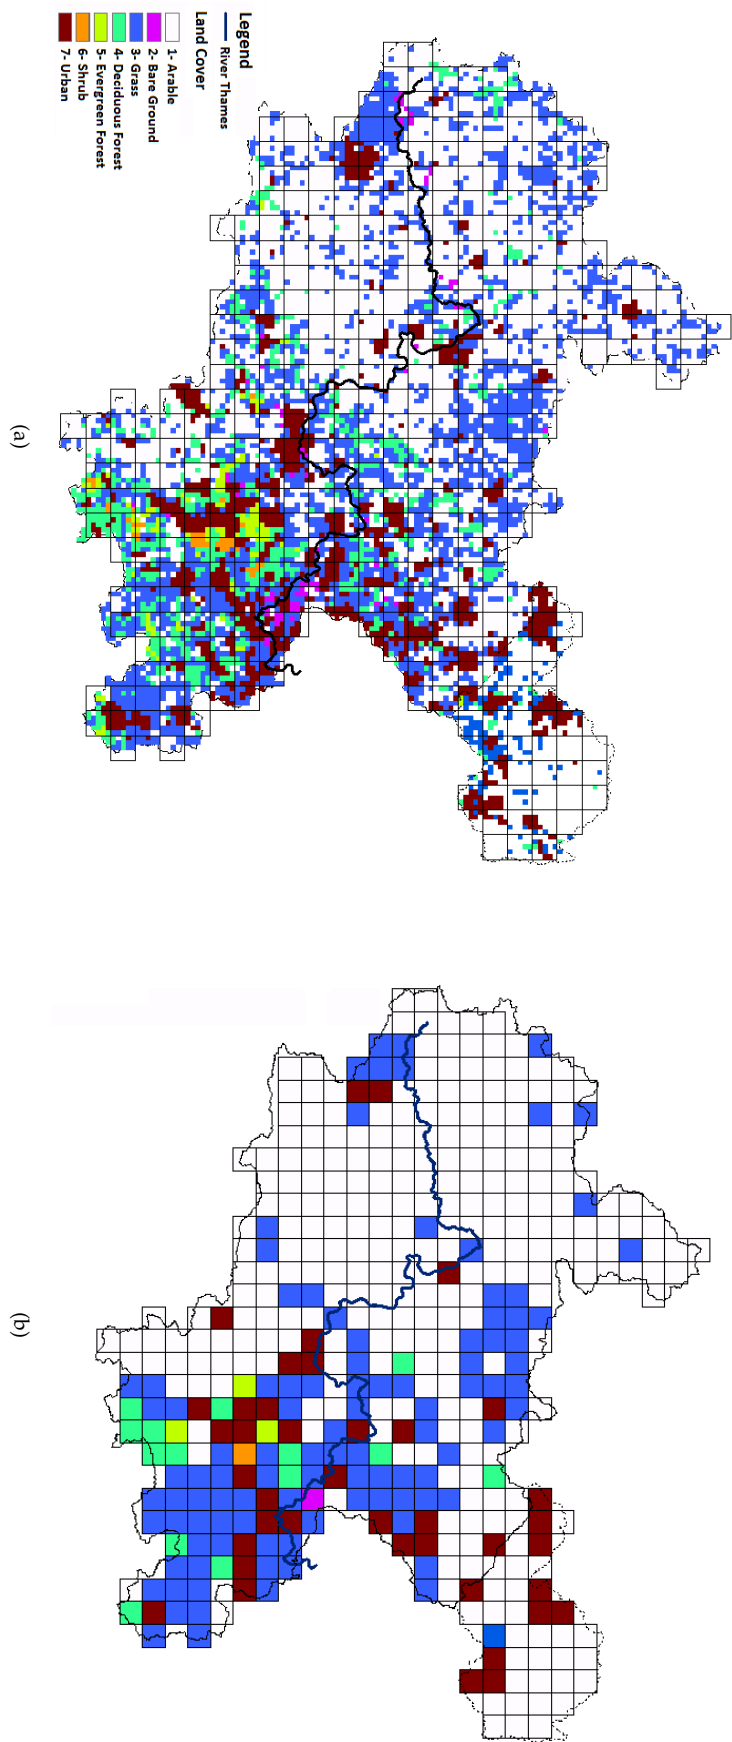 Legend
River Thames
Land Cover
1- Arable
2- Bare Ground
3- Grass
4- Deciduous Forest
5- Evergreen Forest
6- Shrub
7- Urban
(a)
(b)